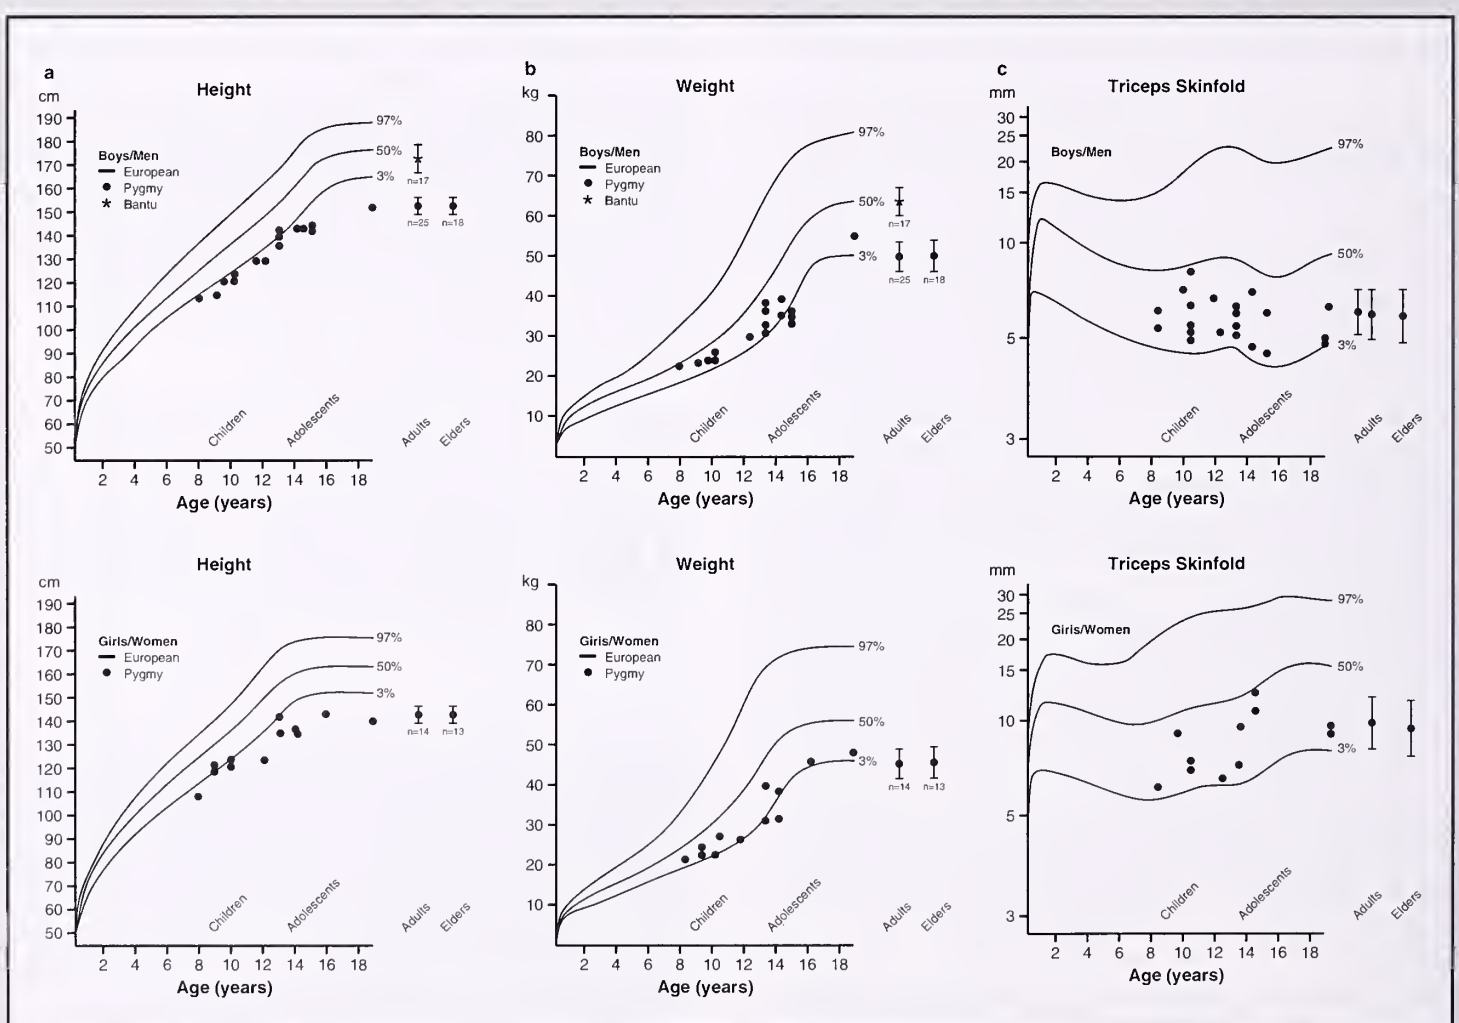 a
Height
cm
190
180
170
160
150
140
130
120
110
100
90
80
70
60
50
Boys/Men
European
Pygmy
Bantu
97%
50%
3%
n=17
n=25
n=18
Children
Adolescents
Adults
Elders
2 4 6 8 10 12 14 16 18
Age (years)
b
Weight
kg
80
70
60
50
40
30
20
10
Boys/Men
European
Pygmy
Bantu
97%
50%
3%
n=17
n=25
n=18
Children
Adolescents
Adults
Elders
2 4 6 8 10 12 14 16 18
Age (years)
c
Triceps Skinfold
mm
30
25
20
15
10
5
3
Boys/Men
97%
50%
3%
Children
Adolescents
Adults
Elders
2 4 6 8 10 12 14 16 18
Age (years)
Height
cm
190
180
170
160
150
140
130
120
110
100
90
80
70
60
50
Girls/Women
European
Pygmy
97%
50%
3%
n=14
n=13
Children
Adolescents
Adults
Elders
2 4 6 8 10 12 14 16 18
Age (years)
Weight
kg
80
70
60
50
40
30
20
10
Girls/Women
European
Pygmy
97%
50%
3%
n=14
n=13
Children
Adolescents
Adults
Elders
2 4 6 8 10 12 14 16 18
Age (years)
Triceps Skinfold
mm
30
25
20
15
10
5
3
Girls/Women
97%
50%
3%
Children
Adolescents
Adults
Elders
2 4 6 8 10 12 14 16 18
Age (years)